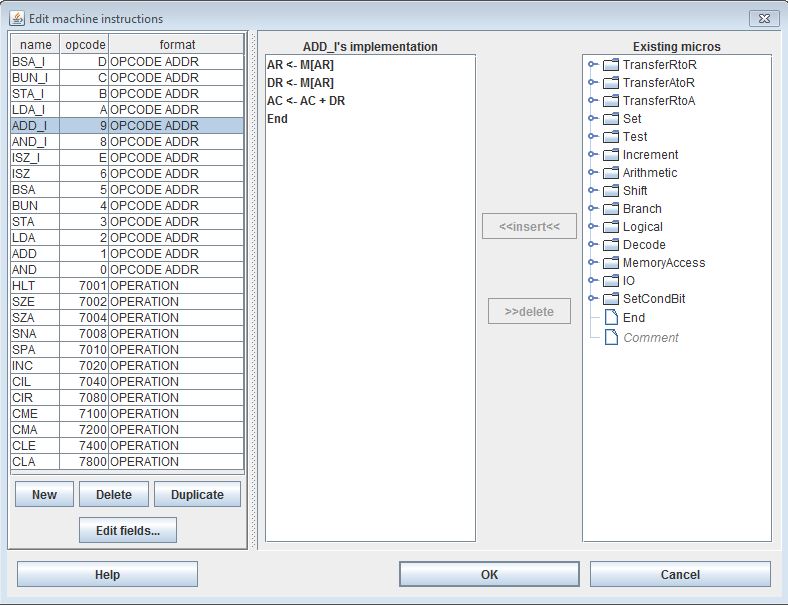 Edit machine instructions
name opcode format
BSA_I D OPCODE ADDR
BUN_I C OPCODE ADDR
STA_I B OPCODE ADDR
LDA_I A OPCODE ADDR
ADD_I 9 OPCODE ADDR
AND_I 8 OPCODE ADDR
ISZ_I E OPCODE ADDR
ISZ 6 OPCODE ADDR
BSA 5 OPCODE ADDR
BUN 4 OPCODE ADDR
STA 3 OPCODE ADDR
LDA 2 OPCODE ADDR
ADD 1 OPCODE ADDR
AND 0 OPCODE ADDR
HLT 7001 OPERATION
SZE 7002 OPERATION
SZA 7004 OPERATION
SNA 7008 OPERATION
SPA 7010 OPERATION
INC 7020 OPERATION
CIL 7040 OPERATION
CIR 7080 OPERATION
CME 7100 OPERATION
CMA 7200 OPERATION
CLE 7400 OPERATION
CLA 7800 OPERATION
New Delete Duplicate
Edit fields...
ADD_I's implementation
AR <- M[AR]
DR <- M[AR]
AC <- AC + DR
End
<<insert<<
>>delete
Existing micros
TransferRtoR
TransferAtoR
TransferRtoA
Set
Test
Increment
Arithmetic
Shift
Branch
Logical
Decode
MemoryAccess
IO
SetCondBit
End
Comment
Help OK Cancel